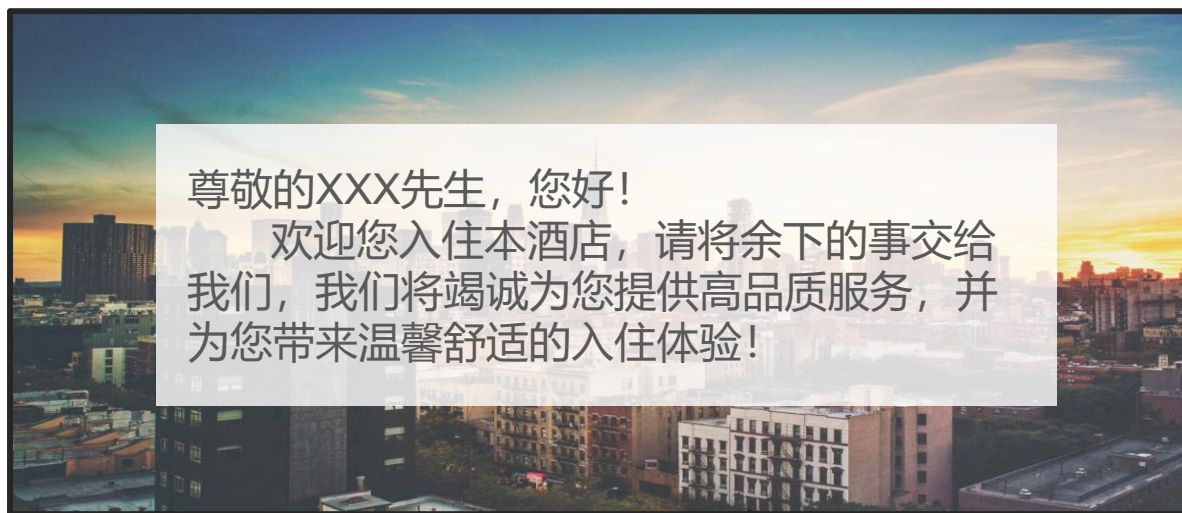 尊敬的XXX先生，您好！
欢迎您入住本酒店，请将余下的事交给
我们，我们将竭诚为您提供高品质服务，并
为您带来温馨舒适的入住体验！